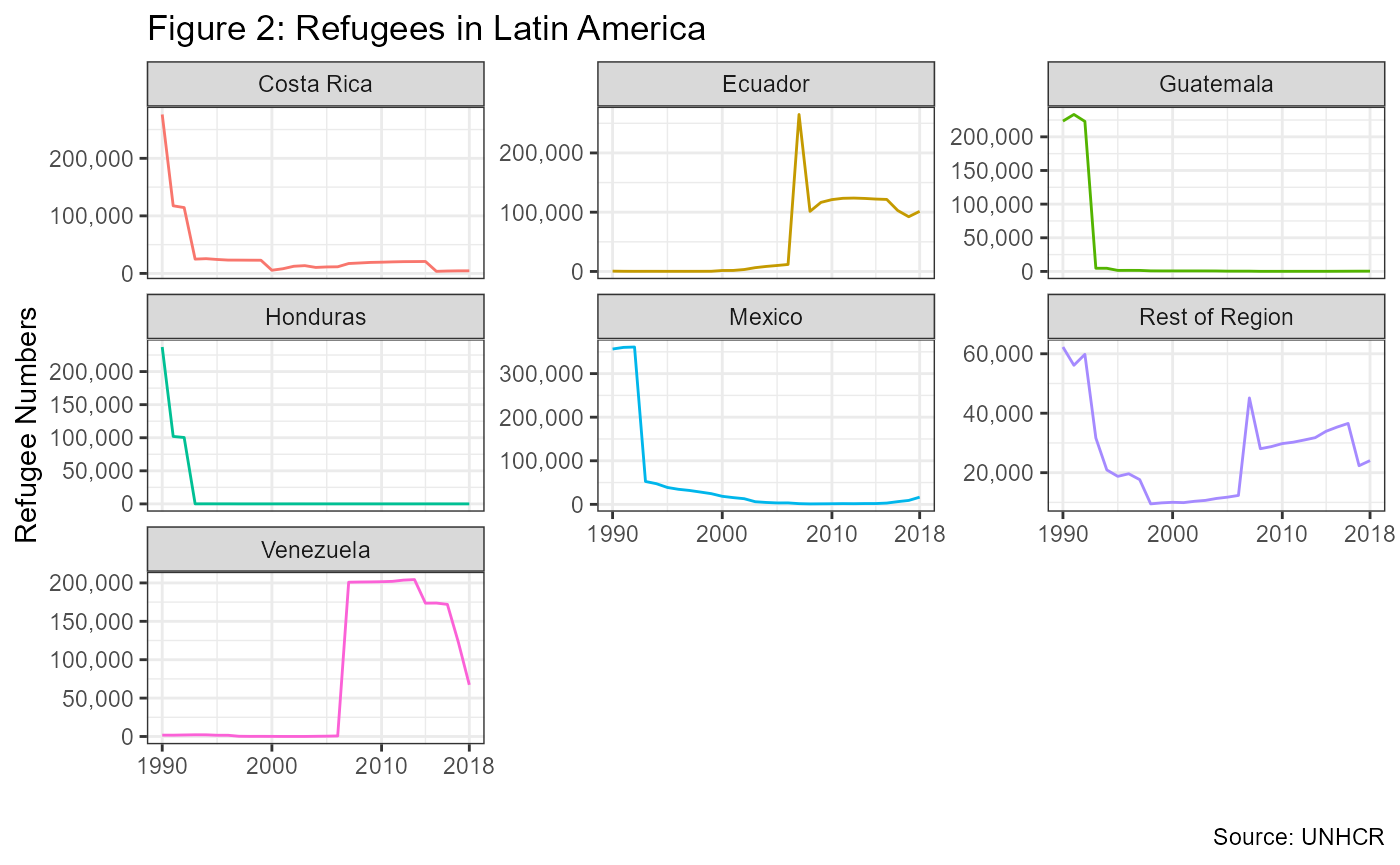 Figure 2: Refugees in Latin America
Costa Rica
Ecuador
Guatemala
200,000
100,000
0
200,000
100,000
0
200,000
150,000
100,000
50,000
0
Refugee Numbers
Honduras
Mexico
Rest of Region
200,000
150,000
100,000
50,000
0
300,000
200,000
100,000
0
60,000
40,000
20,000
1990 2000 2010 2018
1990 2000 2010 2018
Venezuela
200,000
150,000
100,000
50,000
0
1990 2000 2010 2018
Source: UNHCR